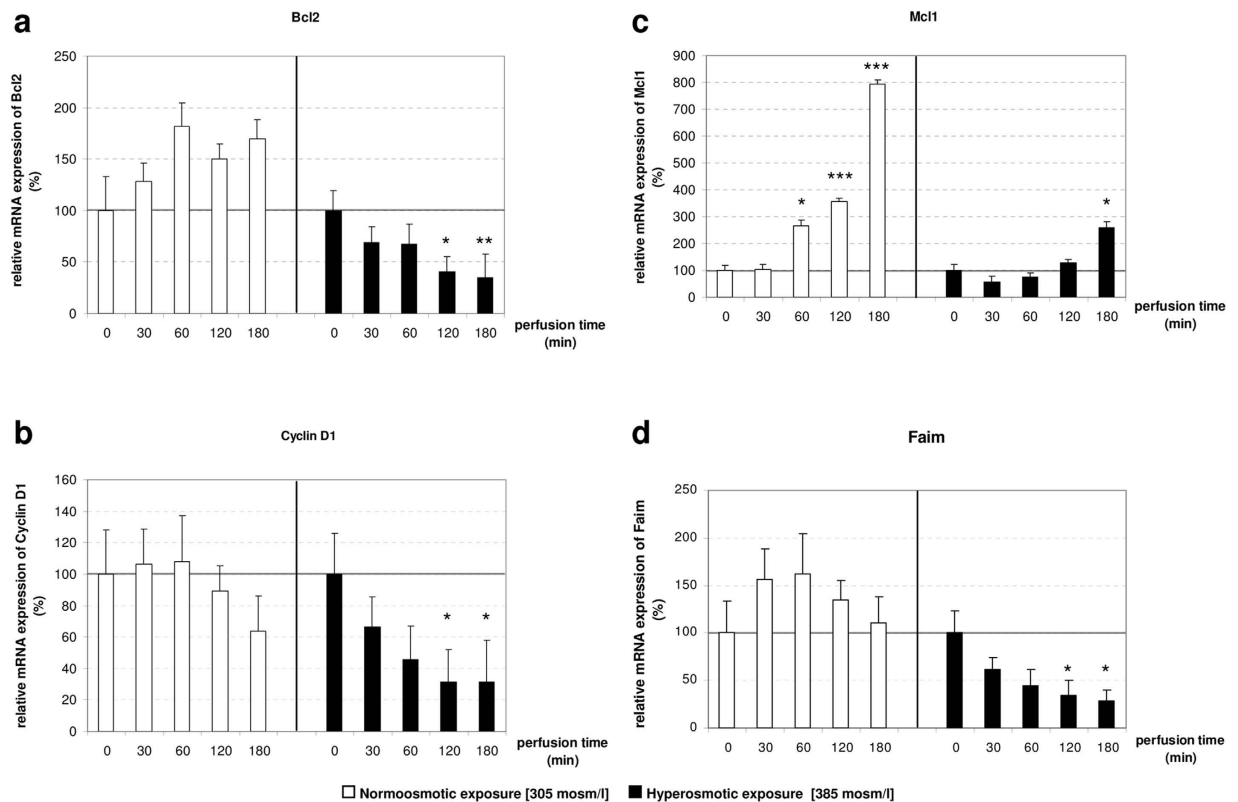 a
Bcl2
relative mRNA expression of Bcl2
(%)
250
200
150
100
50
0
*
**
0 30 60 120 180 0 30 60 120 180
perfusion time
(min)
c
Mcl1
relative mRNA expression of Mcl1
(%)
900
800
700
600
500
400
300
200
100
0
*
***
***
*
0 30 60 120 180 0 30 60 120 180
perfusion time
(min)
b
Cyclin D1
relative mRNA expression of Cyclin D1
(%)
160
140
120
100
80
60
40
20
0
*
*
0 30 60 120 180 0 30 60 120 180
perfusion time
(min)
d
Faim
relative mRNA expression of Faim
(%)
250
200
150
100
50
0
*
*
0 30 60 120 180 0 30 60 120 180
perfusion time
(min)
Normoosmotic exposure [305 mosm/l] Hyperosmotic exposure [385 mosm/l]